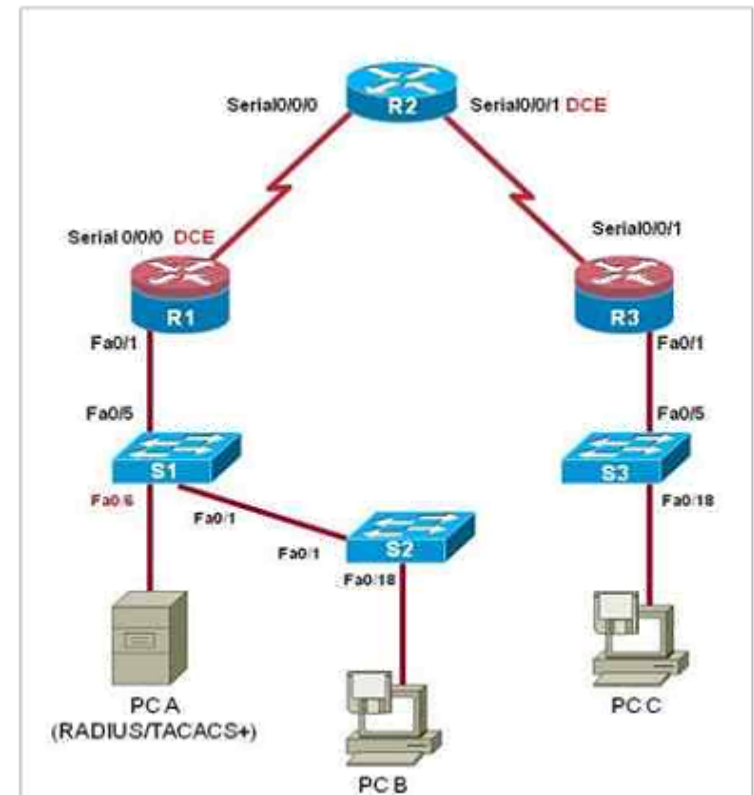 R2
Serial0/0/0
Serial0/0/1 DCE
Serial 0/0/0 DCE
Serial0/0/1
R1
R3
Fa0/1
Fa0/1
Fa0/5
Fa0/5
S1
S3
Fa0/6
Fa0/1
Fa0/18
Fa0/1
S2
Fa0/18
PC A
(RADIUS/TACACS+)
PC C
PC B